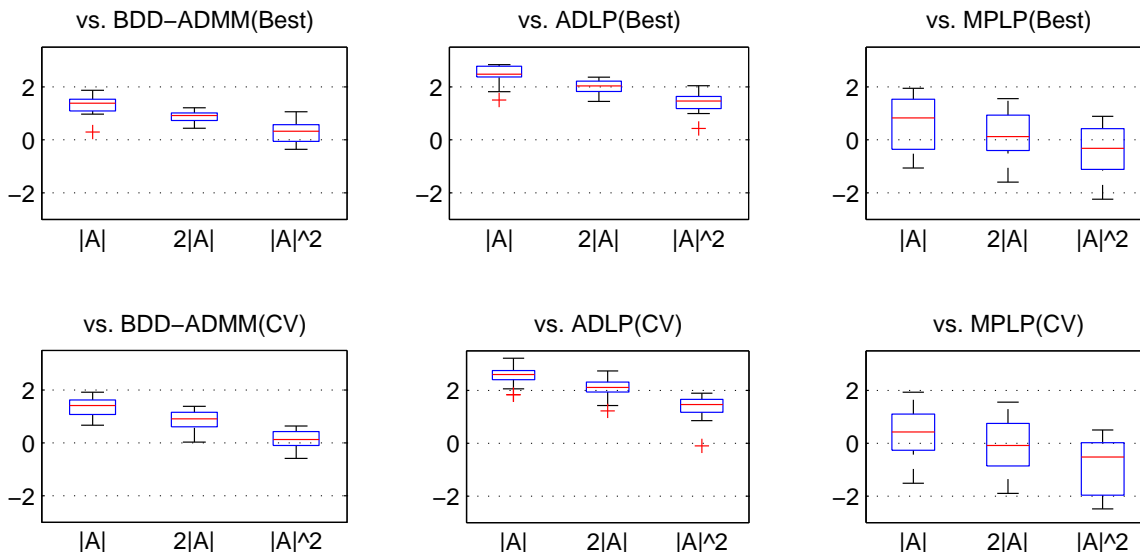 vs. BDD−ADMM(Best)
vs. ADLP(Best)
vs. MPLP(Best)
2
0
−2
|A|
2|A|
|A|^2
2
0
−2
|A|
2|A|
|A|^2
2
0
−2
|A|
2|A|
|A|^2
vs. BDD−ADMM(CV)
vs. ADLP(CV)
vs. MPLP(CV)
2
0
−2
|A|
2|A|
|A|^2
2
0
−2
|A|
2|A|
|A|^2
2
0
−2
|A|
2|A|
|A|^2